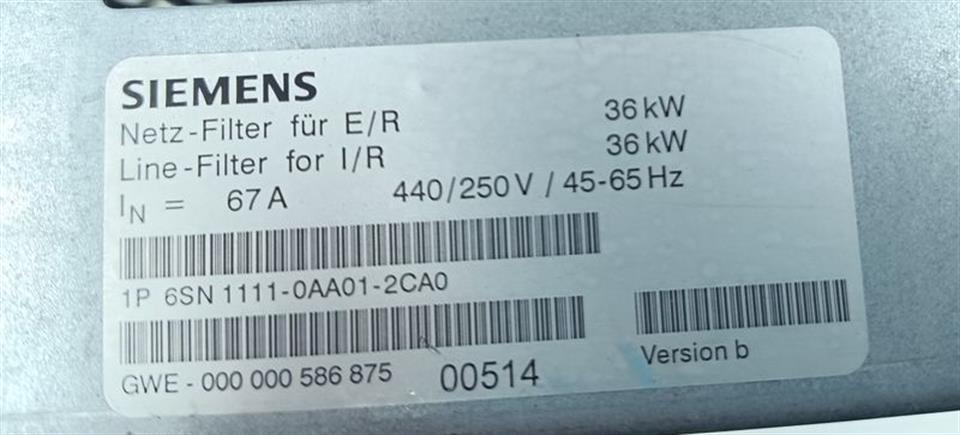 SIEMENS
Netz-Filter für E/R 36 kW
Line-Filter for I/R 36 kW
IN = 67 A 440/250 V / 45-65 Hz
1P 6SN 1111-0AA01-2CA0
GWE - 000 000 586 875 00514
Version b